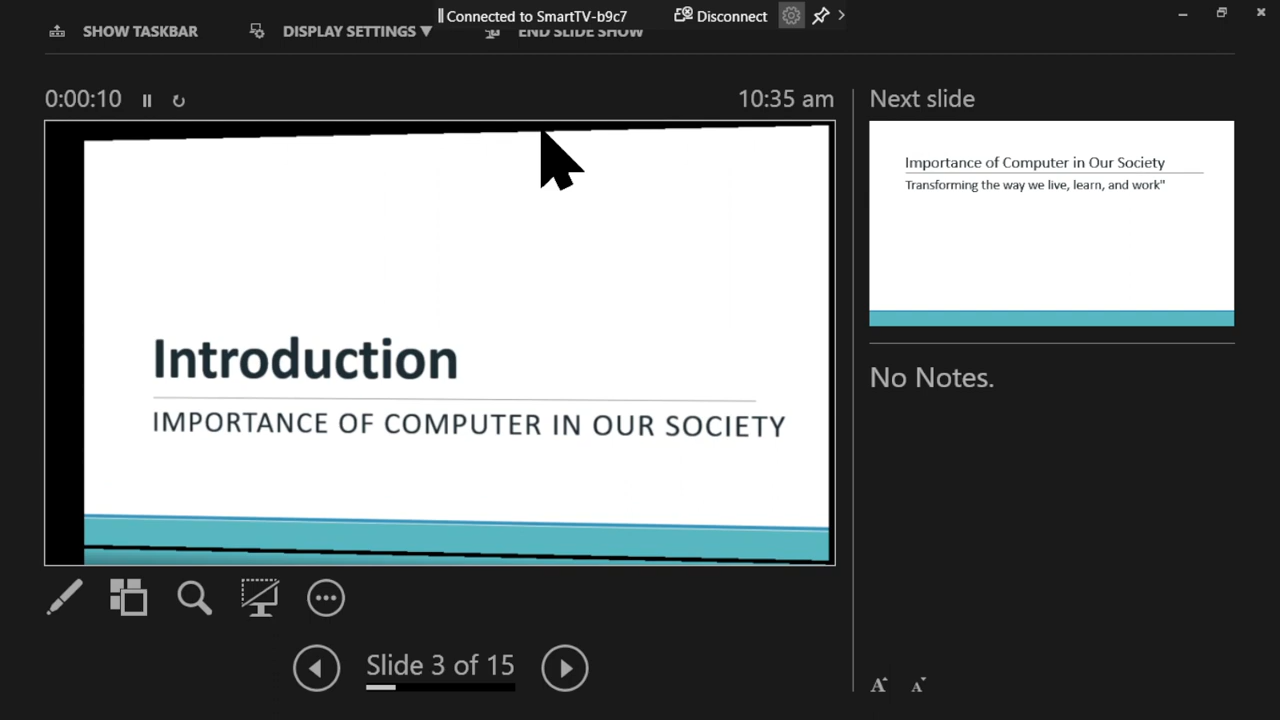 Connected to SmartTV-b9c7 Disconnect
SHOW TASKBAR DISPLAY SETTINGS ▼ END SLIDE SHOW
0:00:10 10:35 am
Introduction
IMPORTANCE OF COMPUTER IN OUR SOCIETY
Slide 3 of 15
Next slide
Importance of Computer in Our Society
Transforming the way we live, learn, and work"
No Notes.
A A